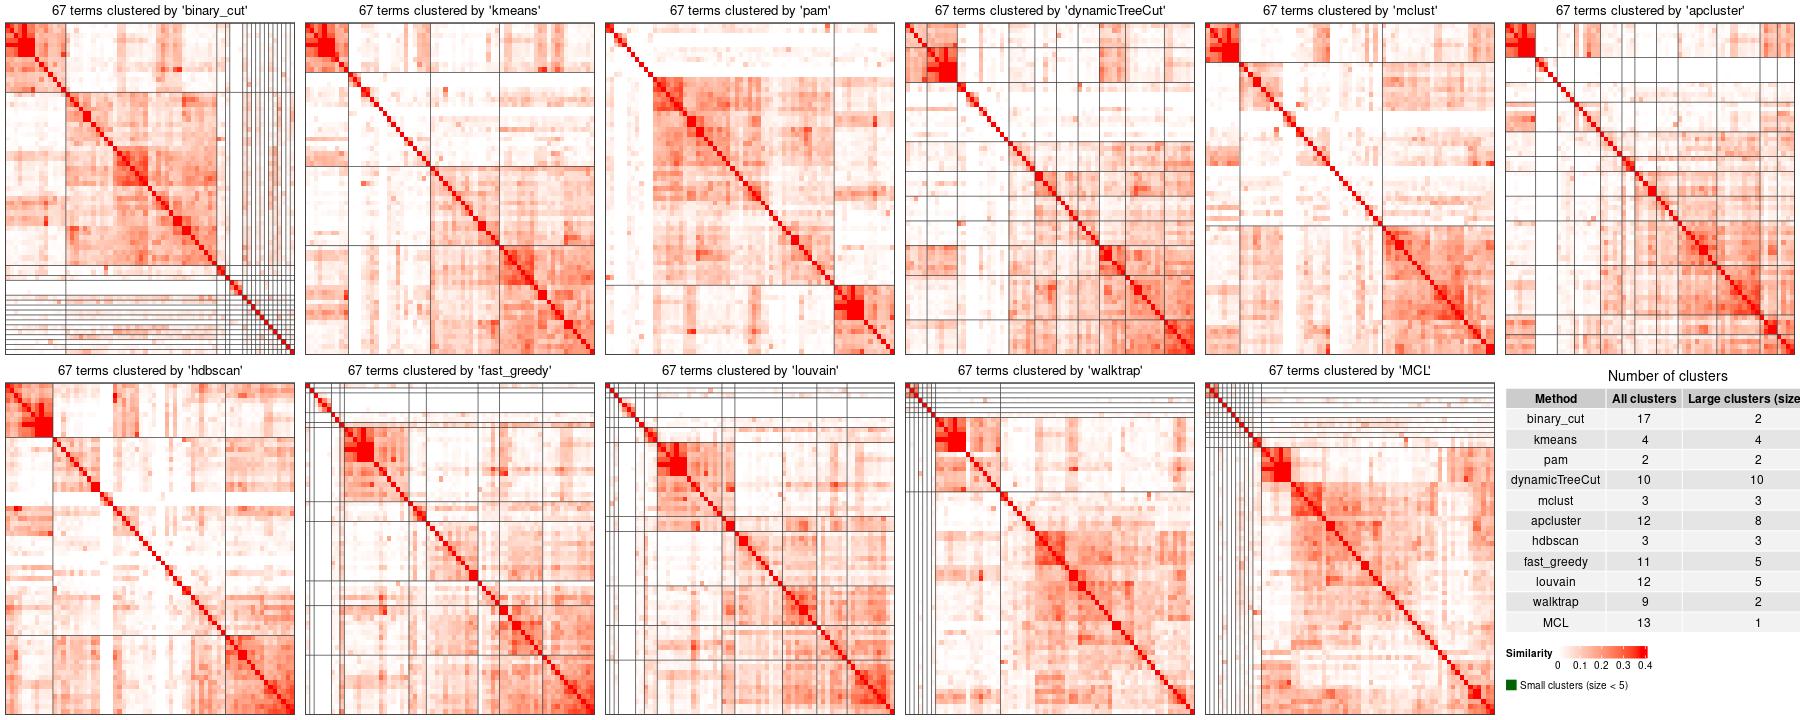 67 terms clustered by 'binary_cut'
67 terms clustered by 'kmeans'
67 terms clustered by 'pam'
67 terms clustered by 'dynamicTreeCut'
67 terms clustered by 'mclust'
67 terms clustered by 'apcluster'
67 terms clustered by 'hdbscan'
67 terms clustered by 'fast_greedy'
67 terms clustered by 'louvain'
67 terms clustered by 'walktrap'
67 terms clustered by 'MCL'
Number of clusters
Method All clusters Large clusters (size
binary_cut 17 2
kmeans 4 4
pam 2 2
dynamicTreeCut 10 10
mclust 3 3
apcluster 12 8
hdbscan 3 3
fast_greedy 11 5
louvain 12 5
walktrap 9 2
MCL 13 1
Similarity
0 0.1 0.2 0.3 0.4
Small clusters (size < 5)